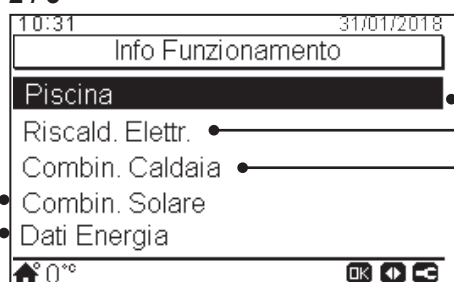 10:31 31/01/2018
Info Funzionamento
Piscina
Riscald. Elettr.
Combin. Caldaia
Combin. Solare
Dati Energia
0°C OK